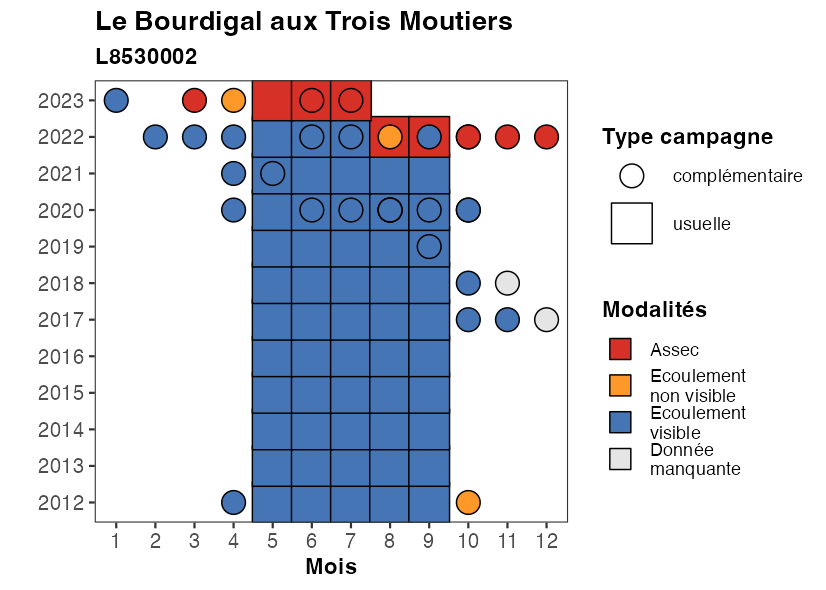 Le Bourdigal aux Trois Moutiers
L8530002
2023
2022
2021
2020
2019
2018
2017
2016
2015
2014
2013
2012
1 2 3 4 5 6 7 8 9 10 11 12
Mois
Type campagne
complémentaire
usuelle
Modalités
Assec
Ecoulement
non visible
Ecoulement
visible
Donnée
manquante